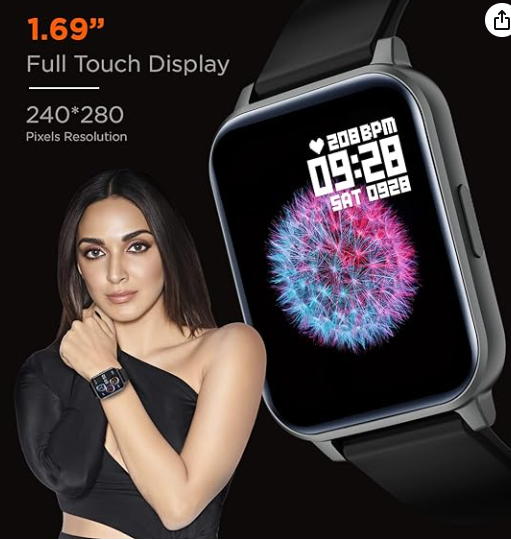 1.69”
Full Touch Display
240*280
Pixels Resolution
208 BPM
09:28
SAT 0928